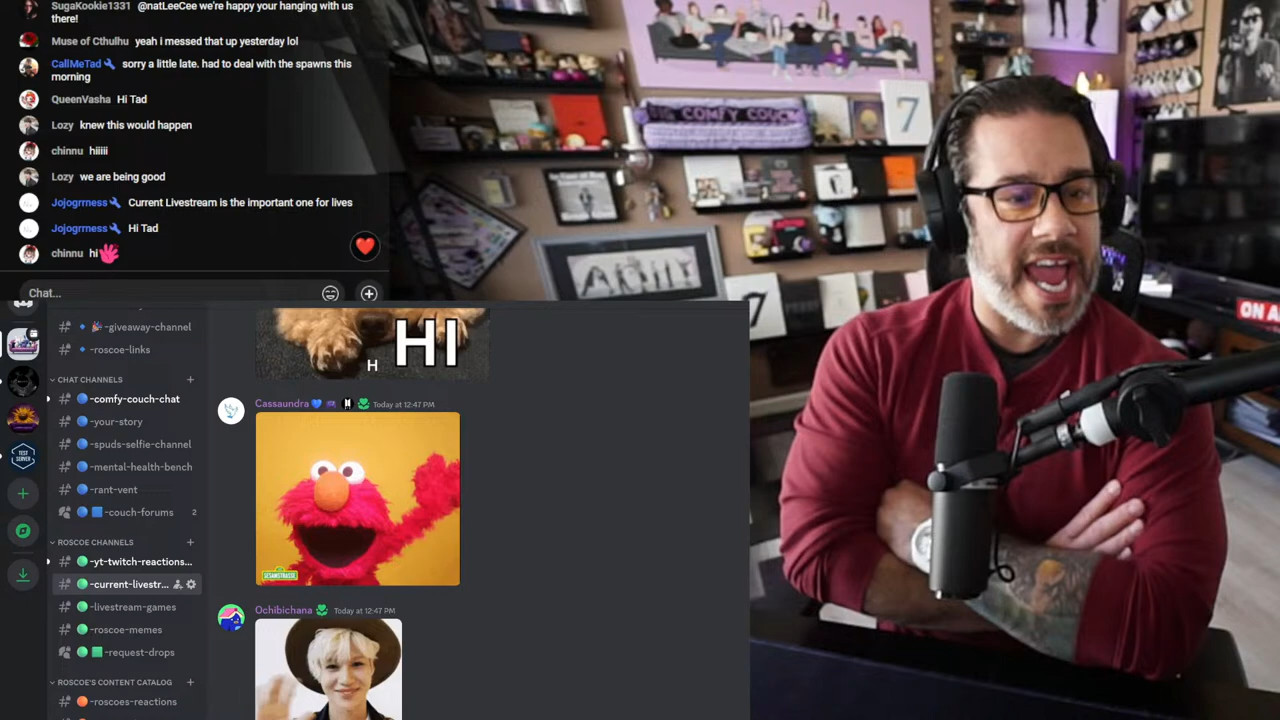 SugaKookie1331 @natLeeCee we're happy your hanging with us
there!
Muse of Cthulhu yeah i messed that up yesterday lol
CallMeTad sorry a little late. had to deal with the spawns this
morning
QueenVasha Hi Tad
Lozy knew this would happen
chinnu hiiiii
Lozy we are being good
Jojogrmess Current Livestream is the important one for lives
Jojogrmess Hi Tad
chinnu hi
Chat...
-giveaway-channel
-roscoe-links
CHAT CHANNELS
-comfy-couch-chat
-your-story
-spuds-selfie-channel
-mental-health-bench
-rant-vent
-couch-forums 2
ROSCOE CHANNELS
-yt-twitch-reactions...
-current-livestr...
-livestream-games
-roscoe-memes
-request-drops
ROSCOE'S CONTENT CATALOG
-roscoes-reactions
TEST
SERVER
H HI
Cassaundra Today at 12:47 PM
SESAMSTRASSE
Ochibichana Today at 12:47 PM
COMFY COUCH
7
7
ON A